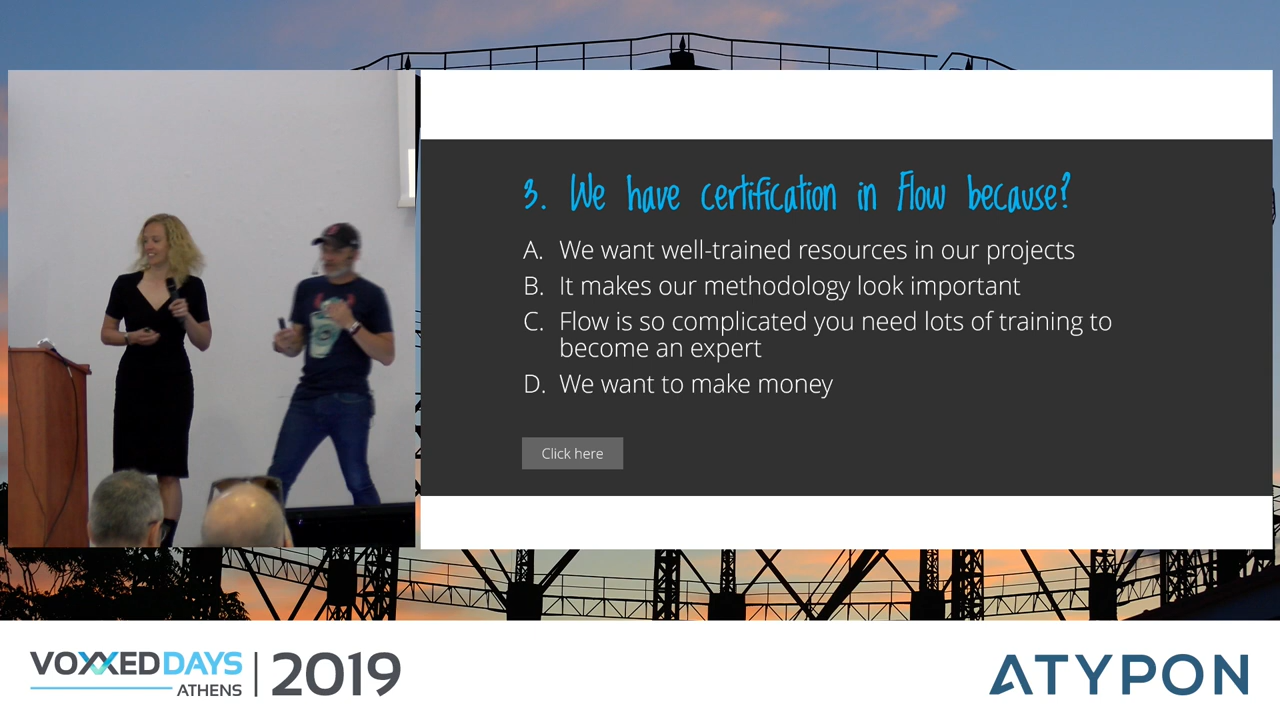 3. We have certification in Flow because?
A. We want well-trained resources in our projects
B. It makes our methodology look important
C. Flow is so complicated you need lots of training to
become an expert
D. We want to make money
Click here
VOXXED DAYS
ATHENS
2019
ATYPON